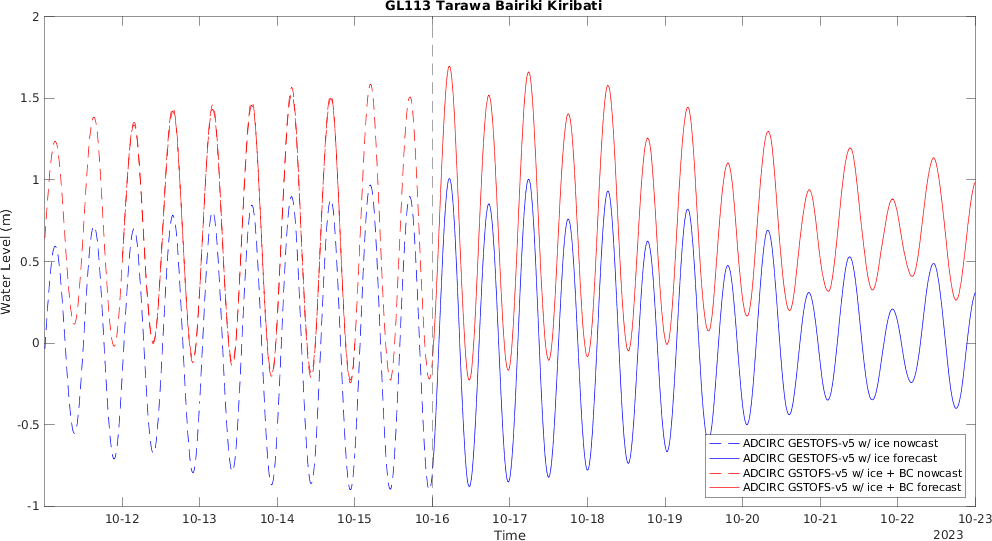 GL113 Tarawa Bairiki Kiribati
Water Level (m)
2
1.5
1
0.5
0
-0.5
-1
ADCIRC GESTOFS-v5 w/ ice nowcast
ADCIRC GESTOFS-v5 w/ ice forecast
ADCIRC GSTOFS-v5 w/ ice + BC nowcast
ADCIRC GSTOFS-v5 w/ ice + BC forecast
10-12 10-13 10-14 10-15 10-16 10-17 10-18 10-19 10-20 10-21 10-22 10-23
Time
2023